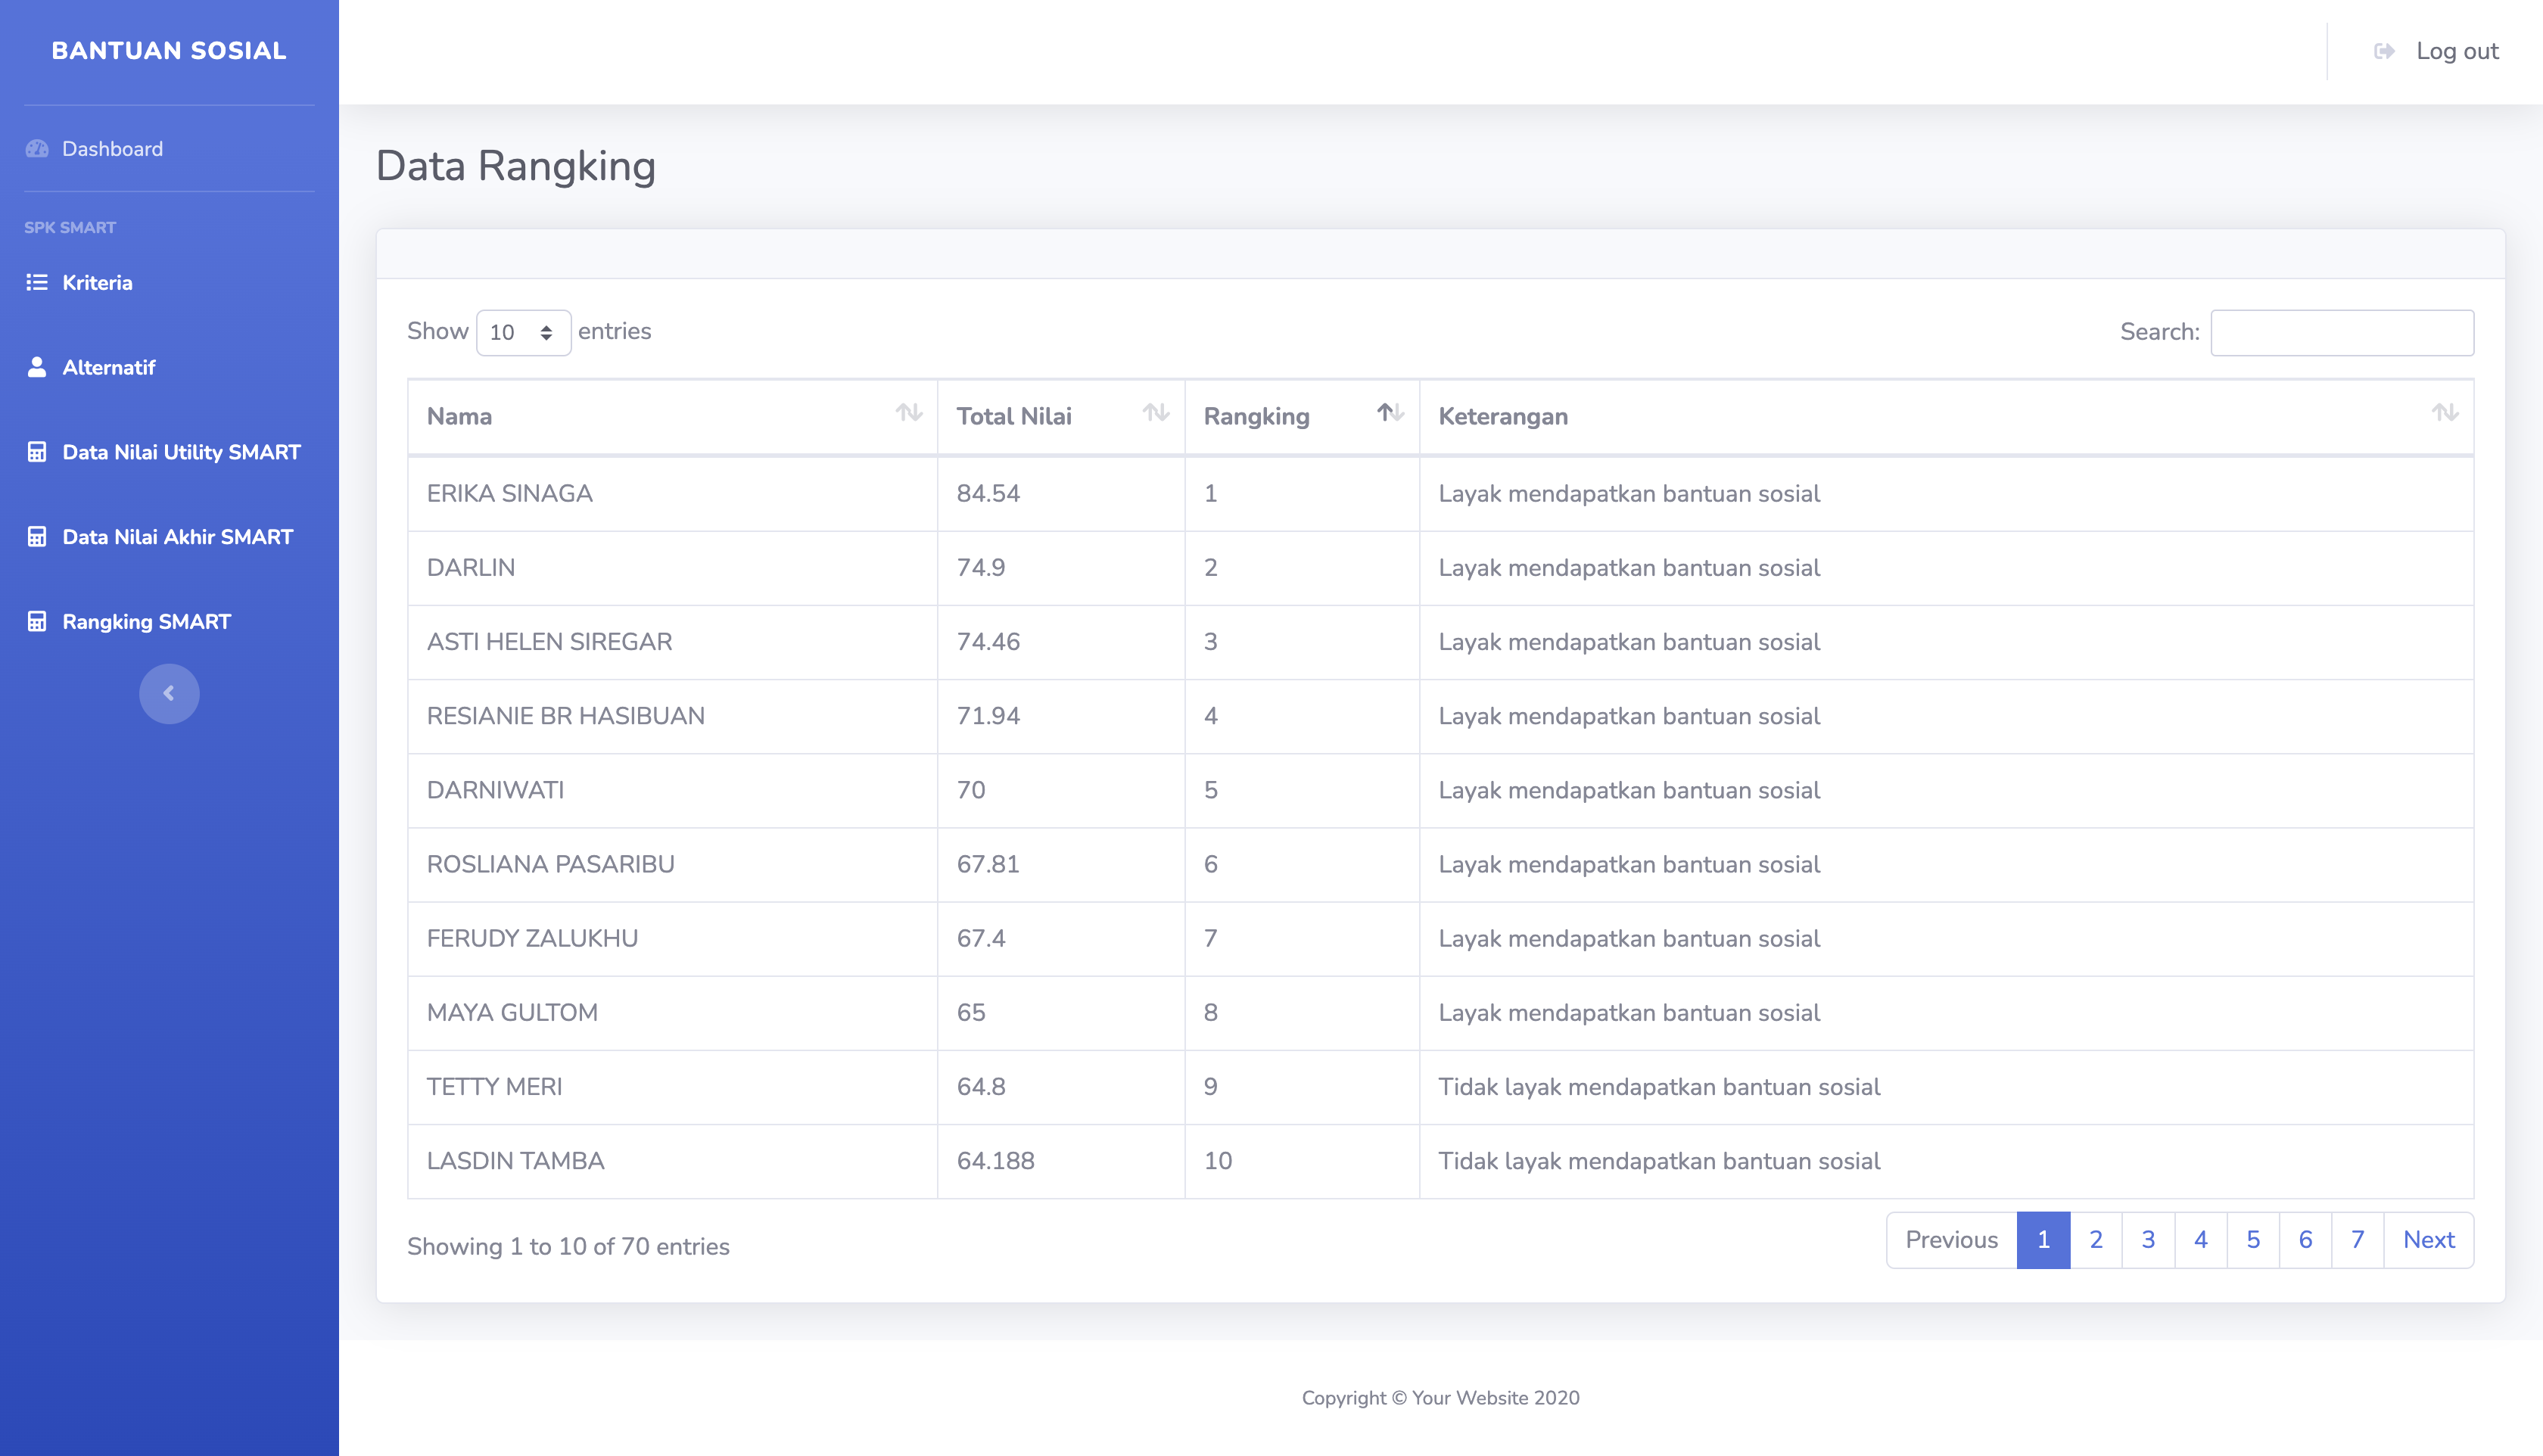 BANTUAN SOSIAL
Log out
Dashboard
SPK SMART
Kriteria
Alternatif
Data Nilai Utility SMART
Data Nilai Akhir SMART
Rangking SMART
Data Rangking
Show 10 entries
Search:
Nama Total Nilai Rangking Keterangan
ERIKA SINAGA 84.54 1 Layak mendapatkan bantuan sosial
DARLIN 74.9 2 Layak mendapatkan bantuan sosial
ASTI HELEN SIREGAR 74.46 3 Layak mendapatkan bantuan sosial
RESIANIE BR HASIBUAN 71.94 4 Layak mendapatkan bantuan sosial
DARNIWATI 70 5 Layak mendapatkan bantuan sosial
ROSLIANA PASARIBU 67.81 6 Layak mendapatkan bantuan sosial
FERUDY ZALUKHU 67.4 7 Layak mendapatkan bantuan sosial
MAYA GULTOM 65 8 Layak mendapatkan bantuan sosial
TETTY MERI 64.8 9 Tidak layak mendapatkan bantuan sosial
LASDIN TAMBA 64.188 10 Tidak layak mendapatkan bantuan sosial
Showing 1 to 10 of 70 entries
Previous 1 2 3 4 5 6 7 Next
Copyright © Your Website 2020